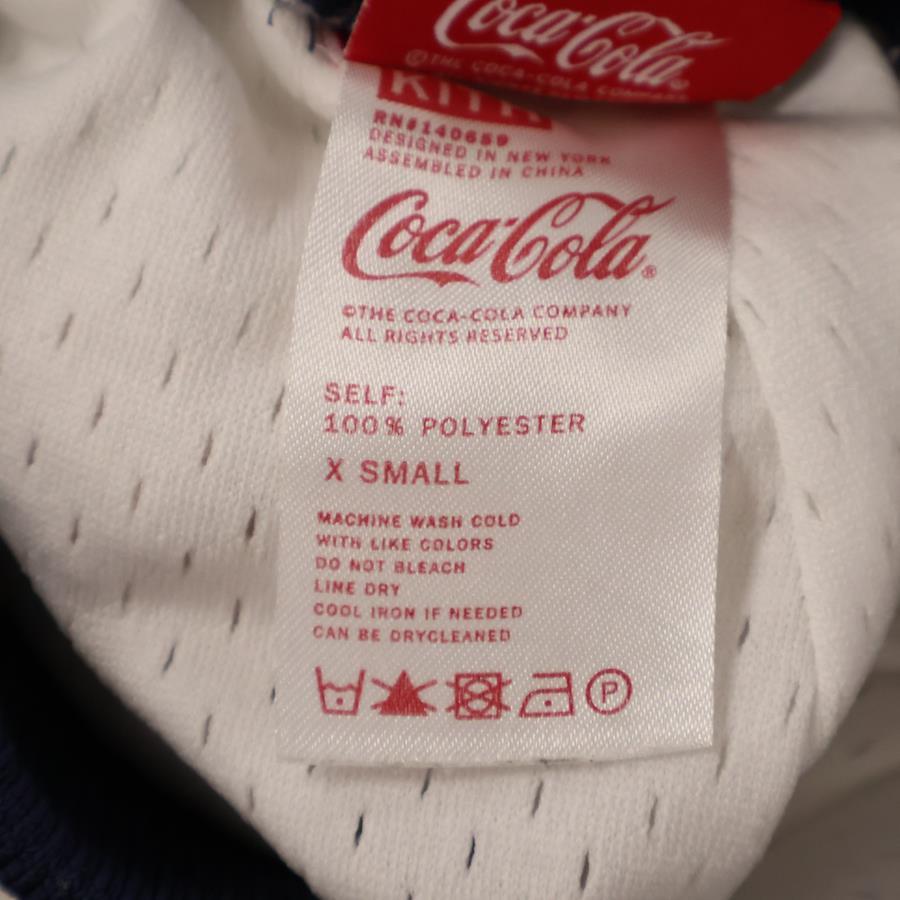 Coca-Cola
©THE COCA-COLA COMPANY
KITH
RN#140659
DESIGNED IN NEW YORK
ASSEMBLED IN CHINA
Coca-Cola®
©THE COCA-COLA COMPANY
ALL RIGHTS RESERVED
SELF:
100% POLYESTER
X SMALL
MACHINE WASH COLD
WITH LIKE COLORS
DO NOT BLEACH
LINE DRY
COOL IRON IF NEEDED
CAN BE DRYCLEANED
P